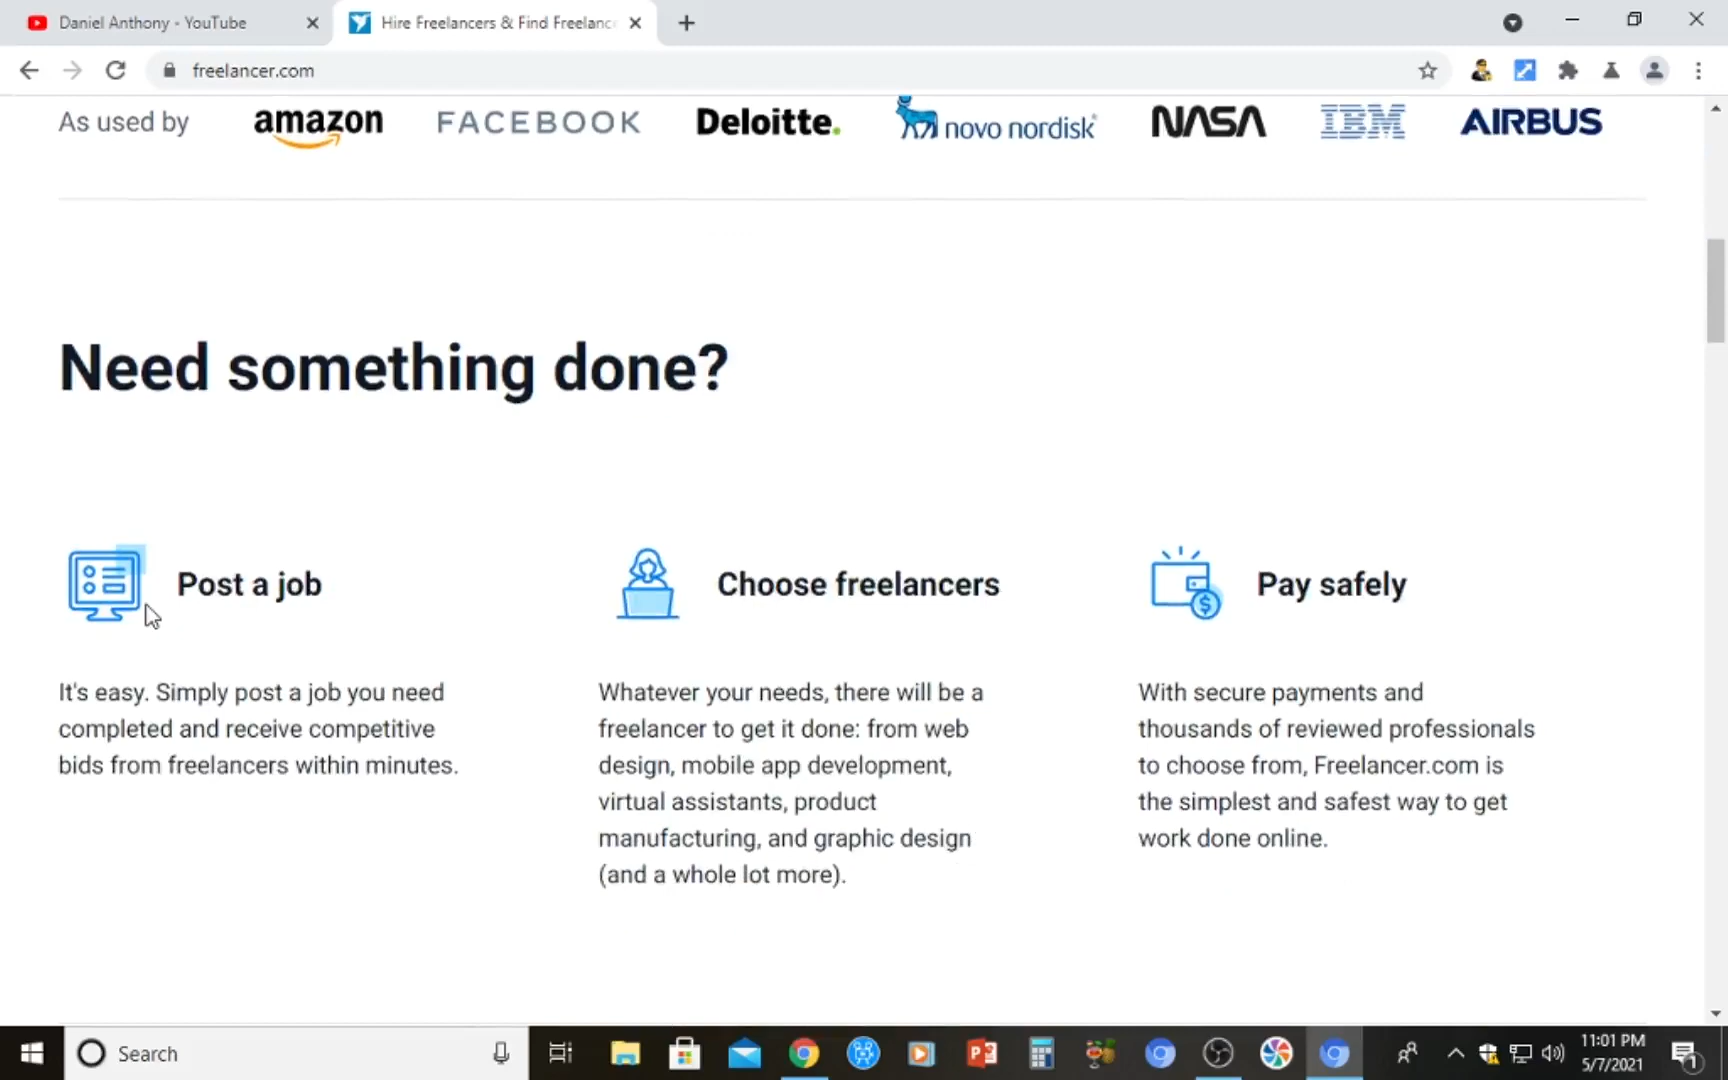 Daniel Anthony - YouTube
Hire Freelancers & Find Freelanc
freelancer.com
As used by amazon FACEBOOK Deloitte. novo nordisk NASA IBM AIRBUS
Need something done?
Post a job
It's easy. Simply post a job you need
completed and receive competitive
bids from freelancers within minutes.
Choose freelancers
Whatever your needs, there will be a
freelancer to get it done: from web
design, mobile app development,
virtual assistants, product
manufacturing, and graphic design
(and a whole lot more).
Pay safely
With secure payments and
thousands of reviewed professionals
to choose from, Freelancer.com is
the simplest and safest way to get
work done online.
Search
11:01 PM
5/7/2021
1